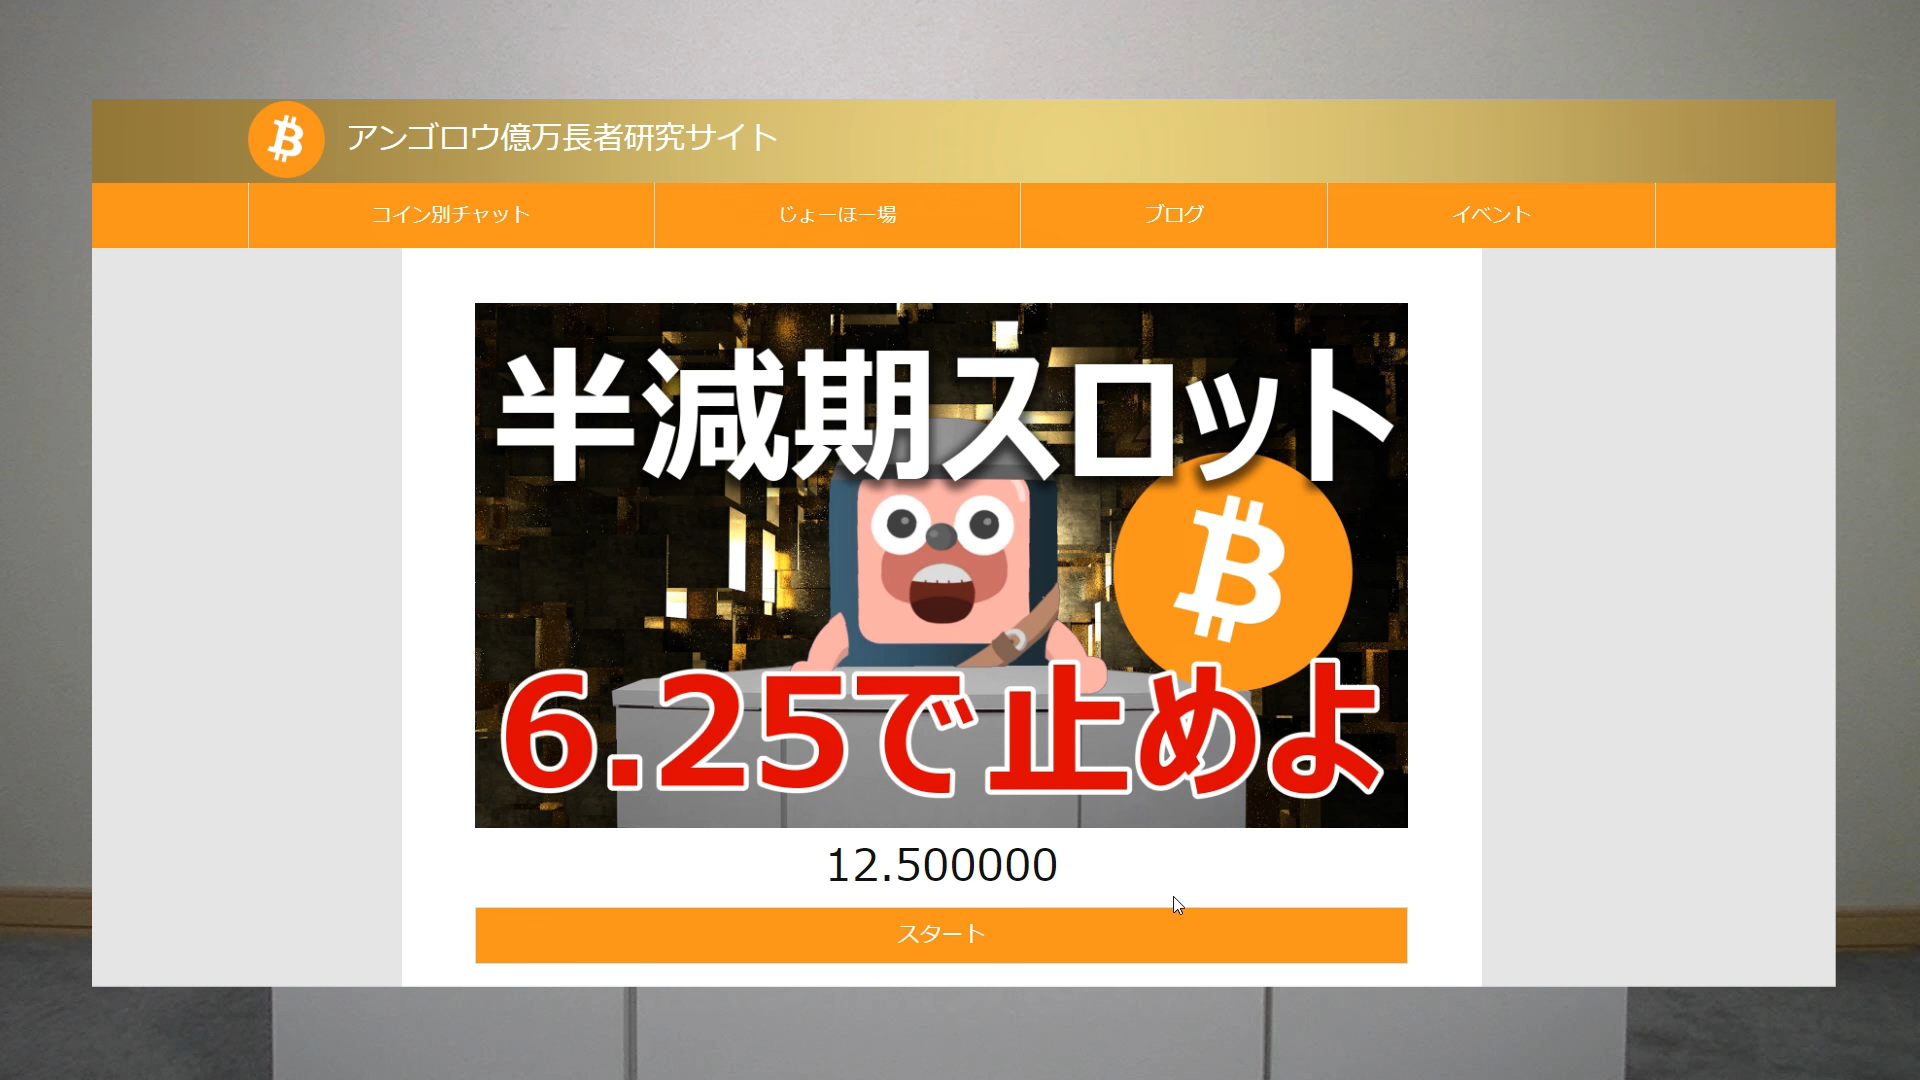 アンゴロウ億万長者研究サイト
コイン別チャット
じょーほー場
ブログ
イベント
半減期スロット
6.25で止めよ
12.500000
スタート